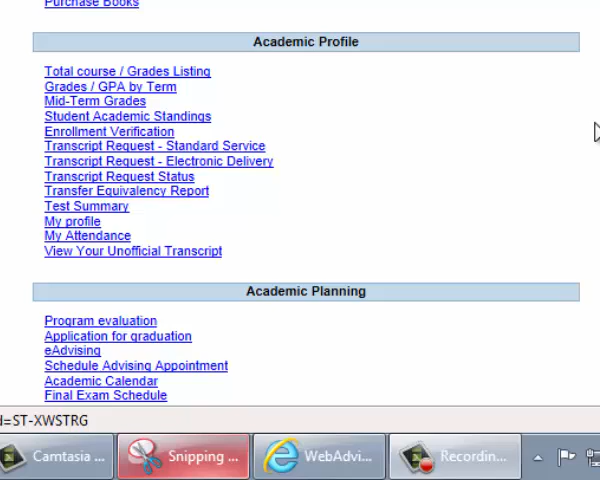 Purchase Books
Academic Profile
Total course / Grades Listing
Grades / GPA by Term
Mid-Term Grades
Student Academic Standings
Enrollment Verification
Transcript Request - Standard Service
Transcript Request - Electronic Delivery
Transcript Request Status
Transfer Equivalency Report
Test Summary
My profile
My Attendance
View Your Unofficial Transcript
Academic Planning
Program evaluation
Application for graduation
eAdvising
Schedule Advising Appointment
Academic Calendar
Final Exam Schedule
d=ST-XWSTRG
Camtasia ... Snipping ... WebAdvi... Recordin...